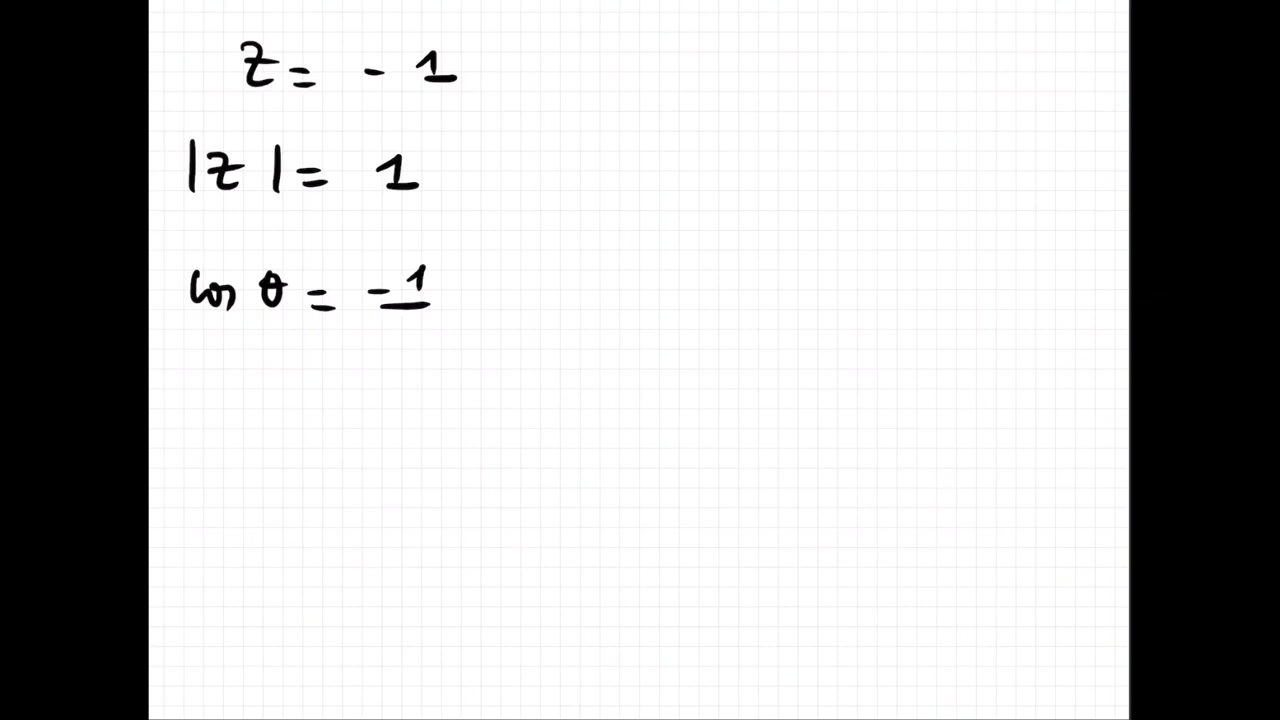 z = - 1
|z| = 1
cos θ = -1